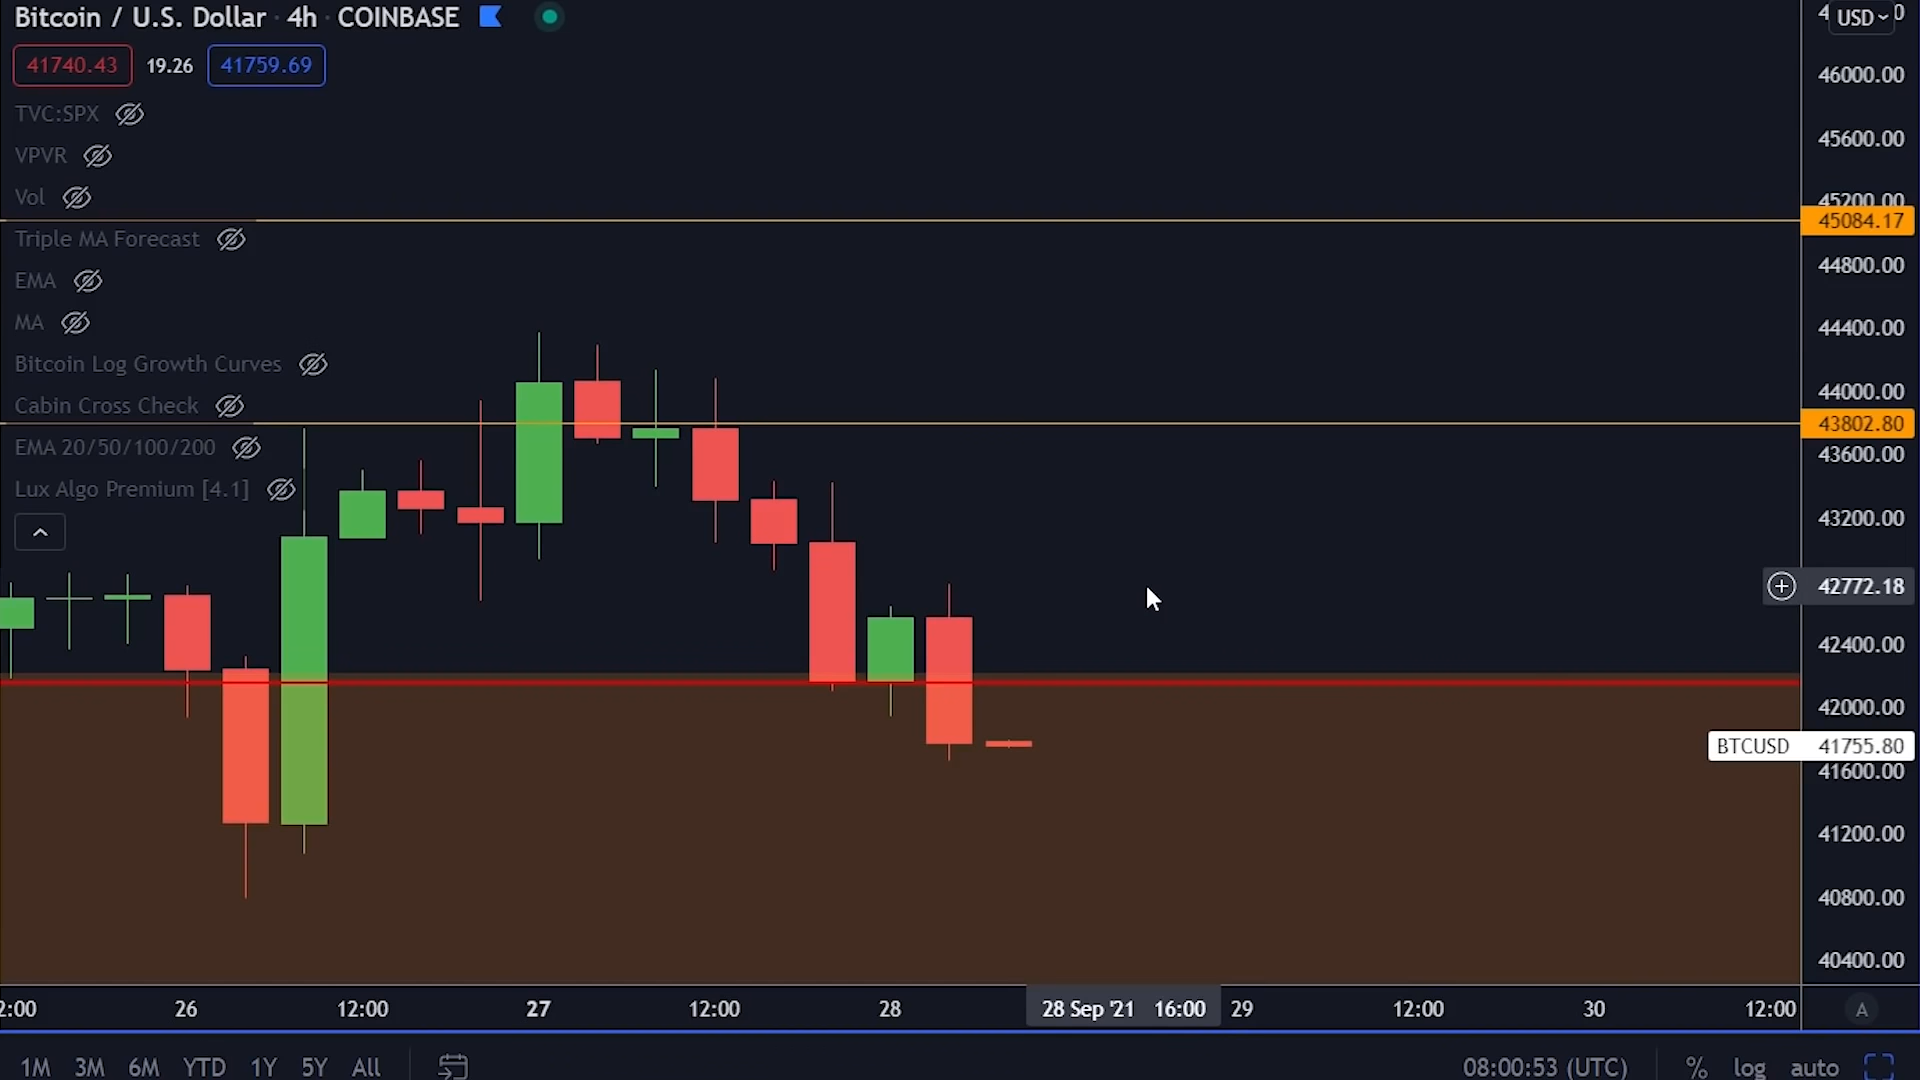 Bitcoin / U.S. Dollar · 4h · COINBASE
USD
41740.43 19.26 41759.69
TVC:SPX
VPVR
Vol
Triple MA Forecast
EMA
MA
Bitcoin Log Growth Curves
Cabin Cross Check
EMA 20/50/100/200
Lux Algo Premium [4.1]
46000.00
45600.00
45200.00
45084.17
44800.00
44400.00
44000.00
43802.80
43600.00
43200.00
42772.18
42400.00
42000.00
BTCUSD 41755.80
41600.00
41200.00
40800.00
40400.00
2:00 26 12:00 27 12:00 28 28 Sep '21 16:00 29 12:00 30 12:00 A
1M 3M 6M YTD 1Y 5Y All 08:00:53 (UTC) % log auto